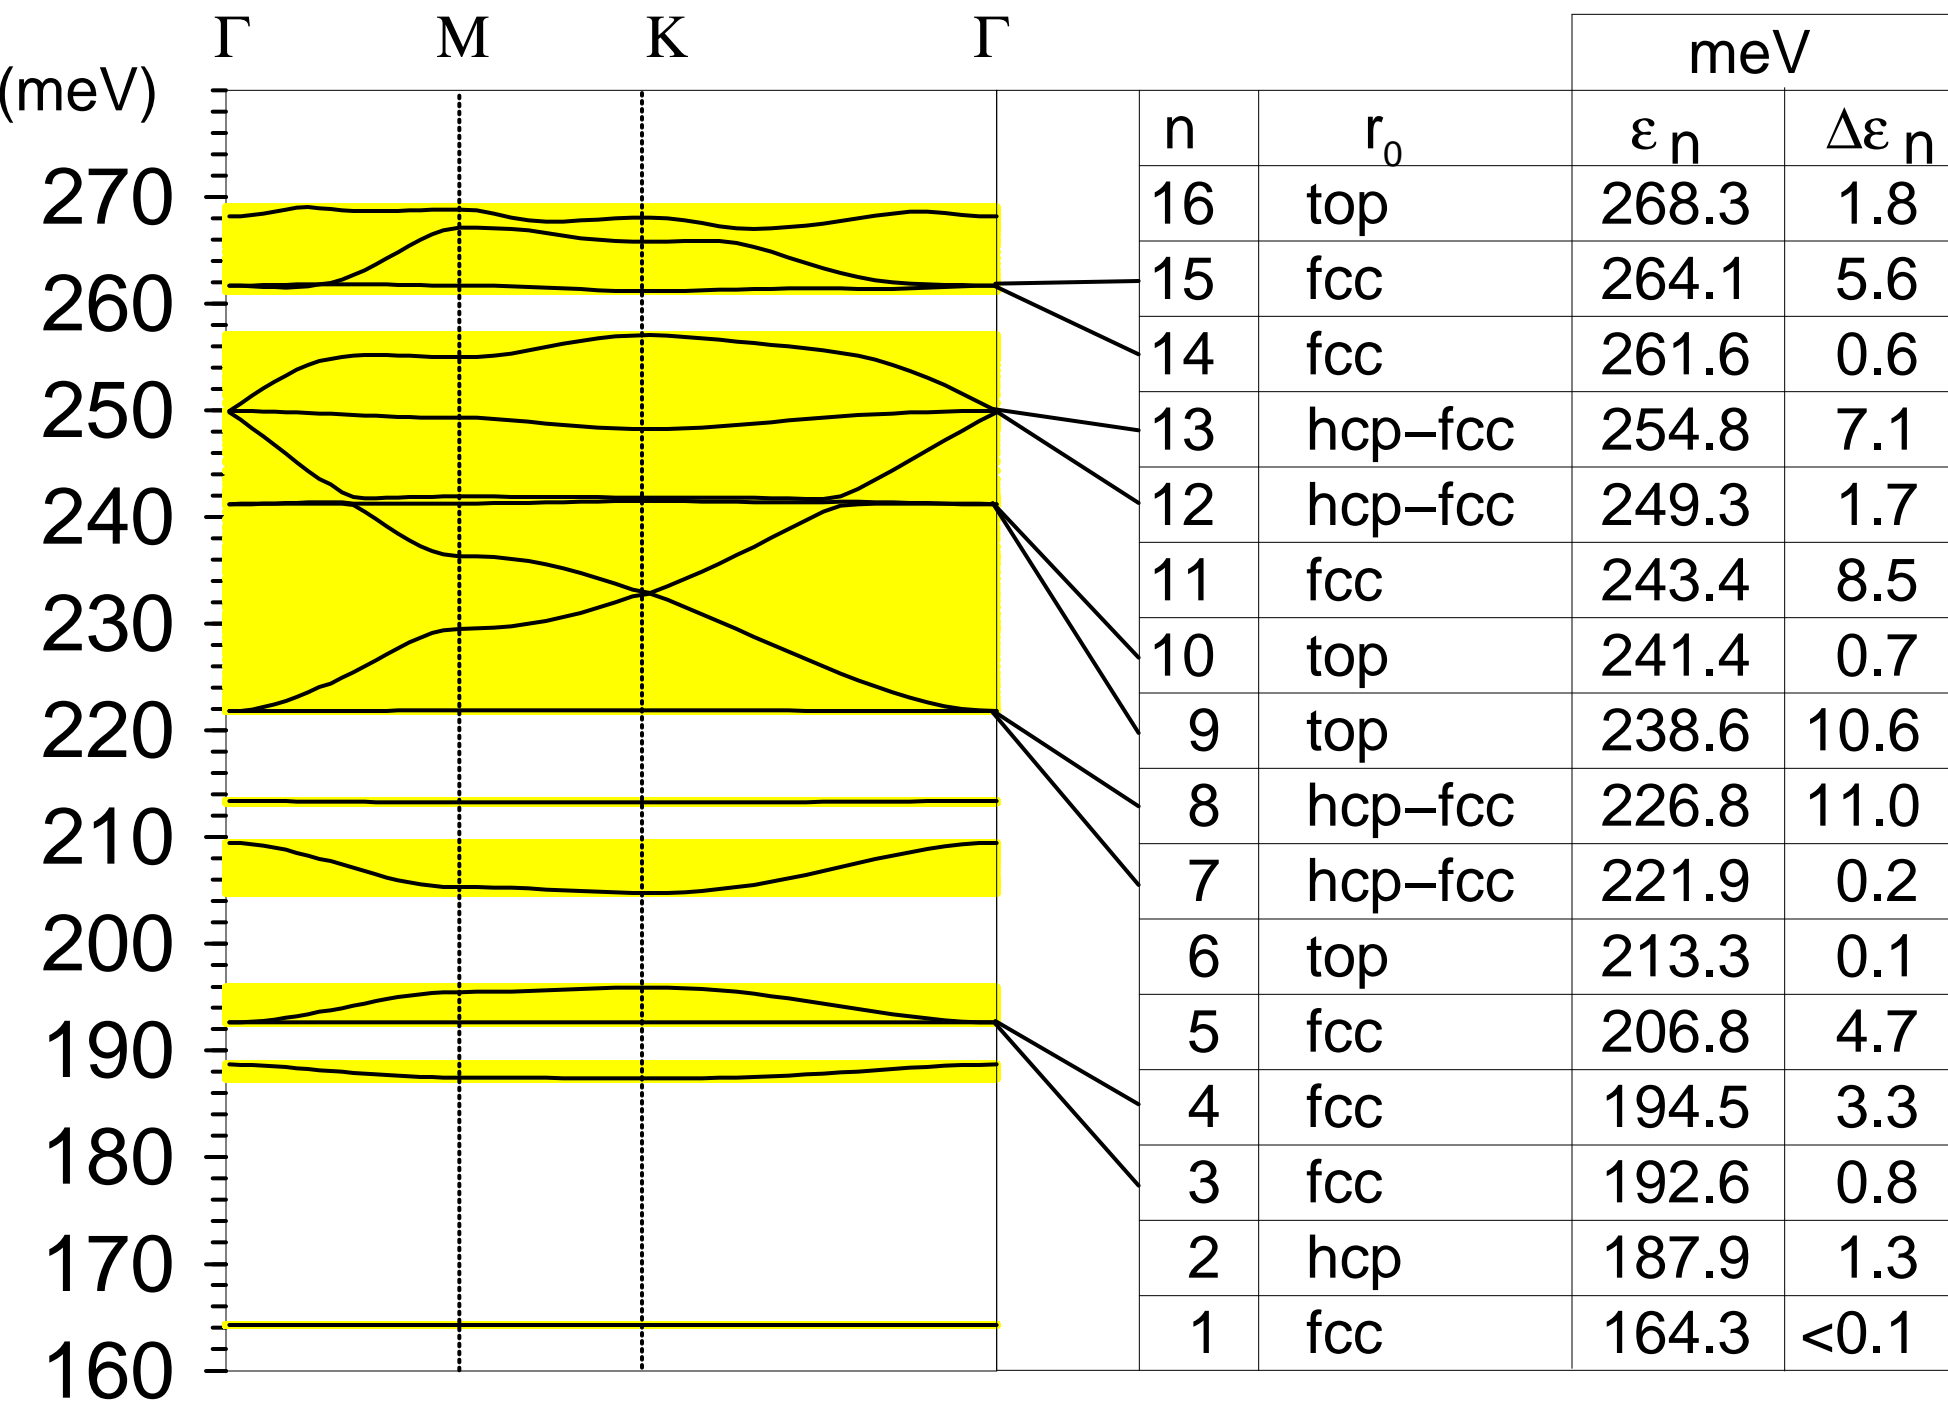 Γ M K Γ
(meV)
270
260
250
240
230
220
210
200
190
180
170
160
meV
n r0 εn Δεn
16 top 268.3 1.8
15 fcc 264.1 5.6
14 fcc 261.6 0.6
13 hcp−fcc 254.8 7.1
12 hcp−fcc 249.3 1.7
11 fcc 243.4 8.5
10 top 241.4 0.7
9 top 238.6 10.6
8 hcp−fcc 226.8 11.0
7 hcp−fcc 221.9 0.2
6 top 213.3 0.1
5 fcc 206.8 4.7
4 fcc 194.5 3.3
3 fcc 192.6 0.8
2 hcp 187.9 1.3
1 fcc 164.3 <0.1